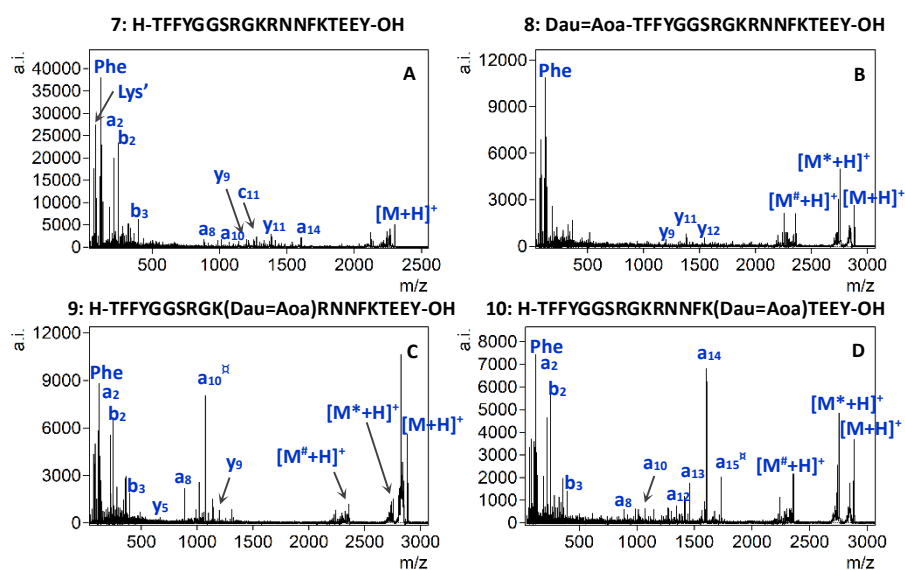 7: H-TFFYGGSRGKRNNFKTEEY-OH
a.i.
A
40000
35000
30000
25000
20000
15000
10000
5000
0
Phe
Lys’
a2
b2
b3
y9
c11
a8
a10
y11
a14
[M+H]+
500 1000 1500 2000 2500
m/z
8: Dau=Aoa-TFFYGGSRGKRNNFKTEEY-OH
a.i.
B
12000
9000
6000
3000
0
Phe
y9
y11
y12
[M*+H]+
[M#+H]+
[M+H]+
500 1000 1500 2000 2500 3000
m/z
9: H-TFFYGGSRGK(Dau=Aoa)RNNFKTEEY-OH
a.i.
C
12000
9000
6000
3000
0
Phe
a2
b2
b3
y5
a8
a10¤
y9
[M*+H]+
[M#+H]+
[M+H]+
500 1000 1500 2000 2500 3000
m/z
10: H-TFFYGGSRGKRNNFK(Dau=Aoa)TEEY-OH
a.i.
D
8000
7000
6000
5000
4000
3000
2000
1000
0
Phe
a2
b2
b3
a8
a10
a12
a13
a14
a15¤
[M#+H]+
[M*+H]+
[M+H]+
500 1000 1500 2000 2500 3000
m/z